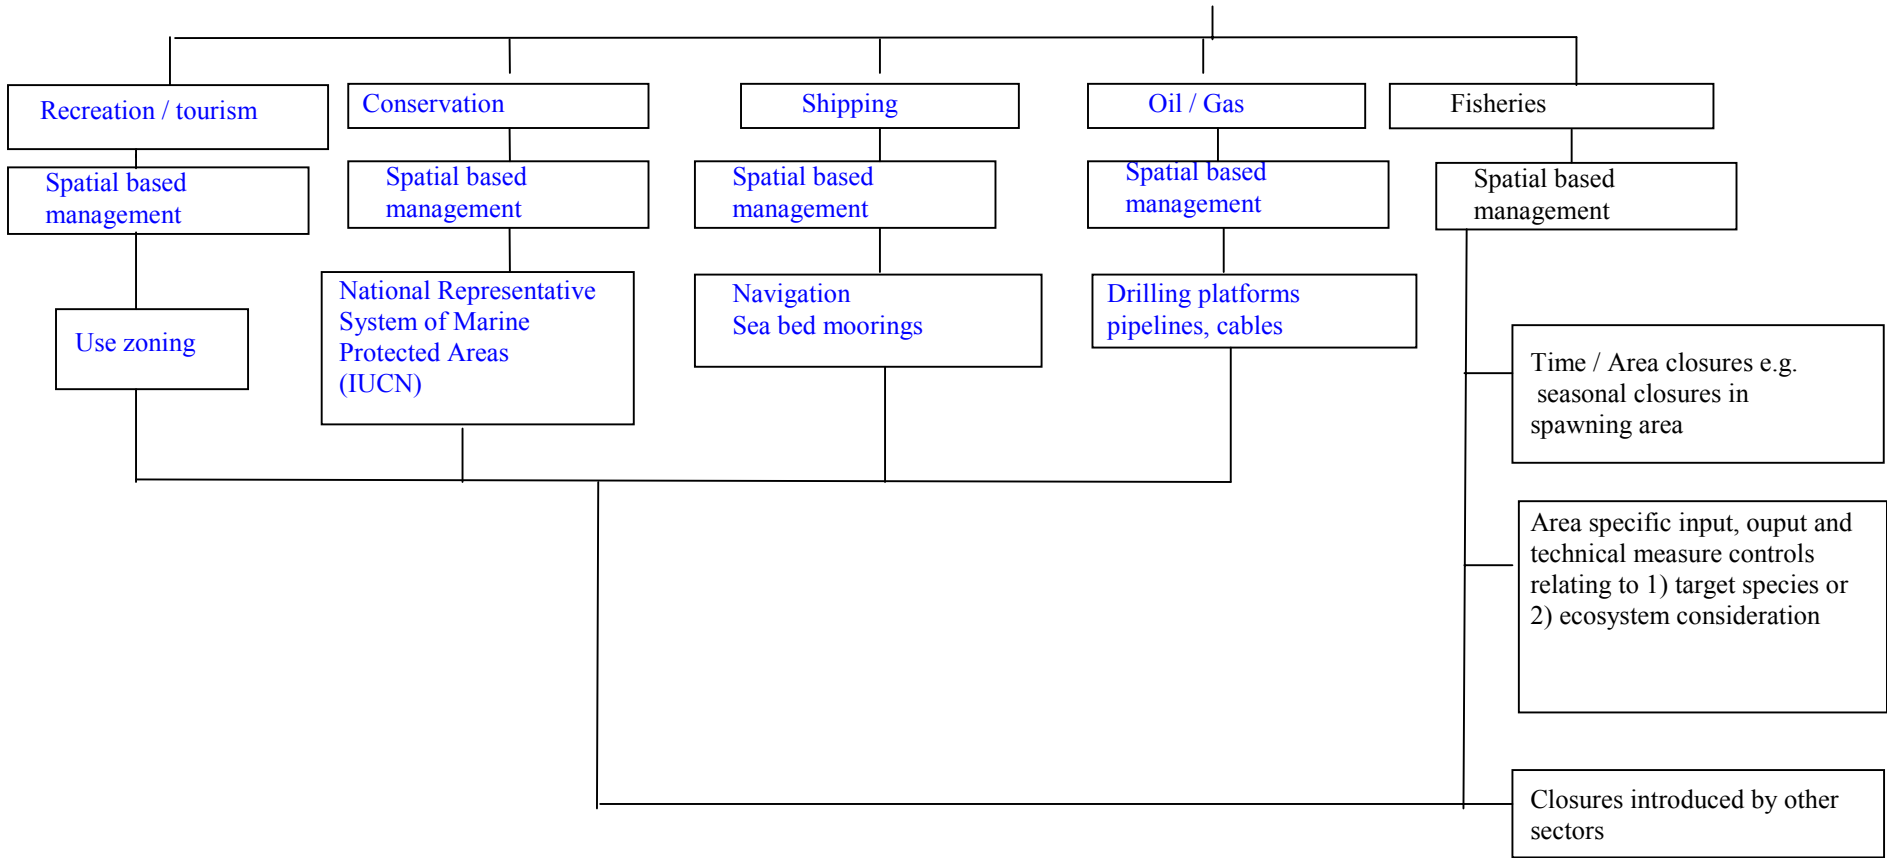 Recreation / tourism
Conservation
Shipping
Oil / Gas
Fisheries
Spatial based
management
Spatial based
management
Spatial based
management
Spatial based
management
Spatial based
management
Use zoning
National Representative
System of Marine
Protected Areas
(IUCN)
Navigation
Sea bed moorings
Drilling platforms
pipelines, cables
Time / Area closures e.g.
seasonal closures in
spawning area
Area specific input, ouput and
technical measure controls
relating to 1) target species or
2) ecosystem consideration
Closures introduced by other
sectors